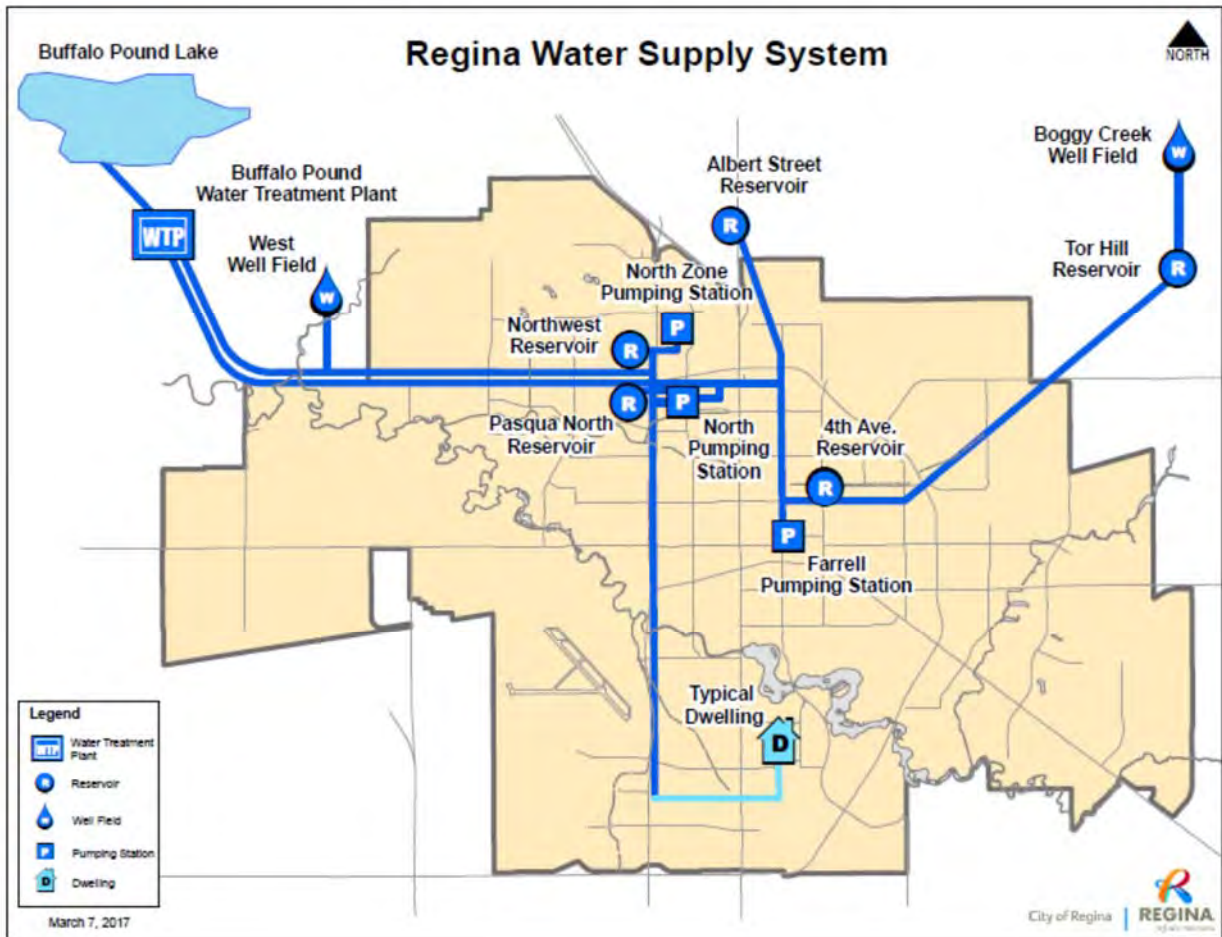 Regina Water Supply System
NORTH
Buffalo Pound Lake
Buffalo Pound
Water Treatment Plant
WTP
West
Well Field
W
Albert Street
Reservoir
R
Boggy Creek
Well Field
W
Tor Hill
Reservoir
R
North Zone
Pumping Station
P
Northwest
Reservoir
R
Pasqua North
Reservoir
R
P
North
Pumping
Station
4th Ave.
Reservoir
R
P
Farrell
Pumping Station
Typical
Dwelling
D
Legend
WTP
Water Treatment
Plant
R
Reservoir
W
Well Field
P
Pumping Station
D
Dwelling
March 7, 2017
City of Regina
REGINA